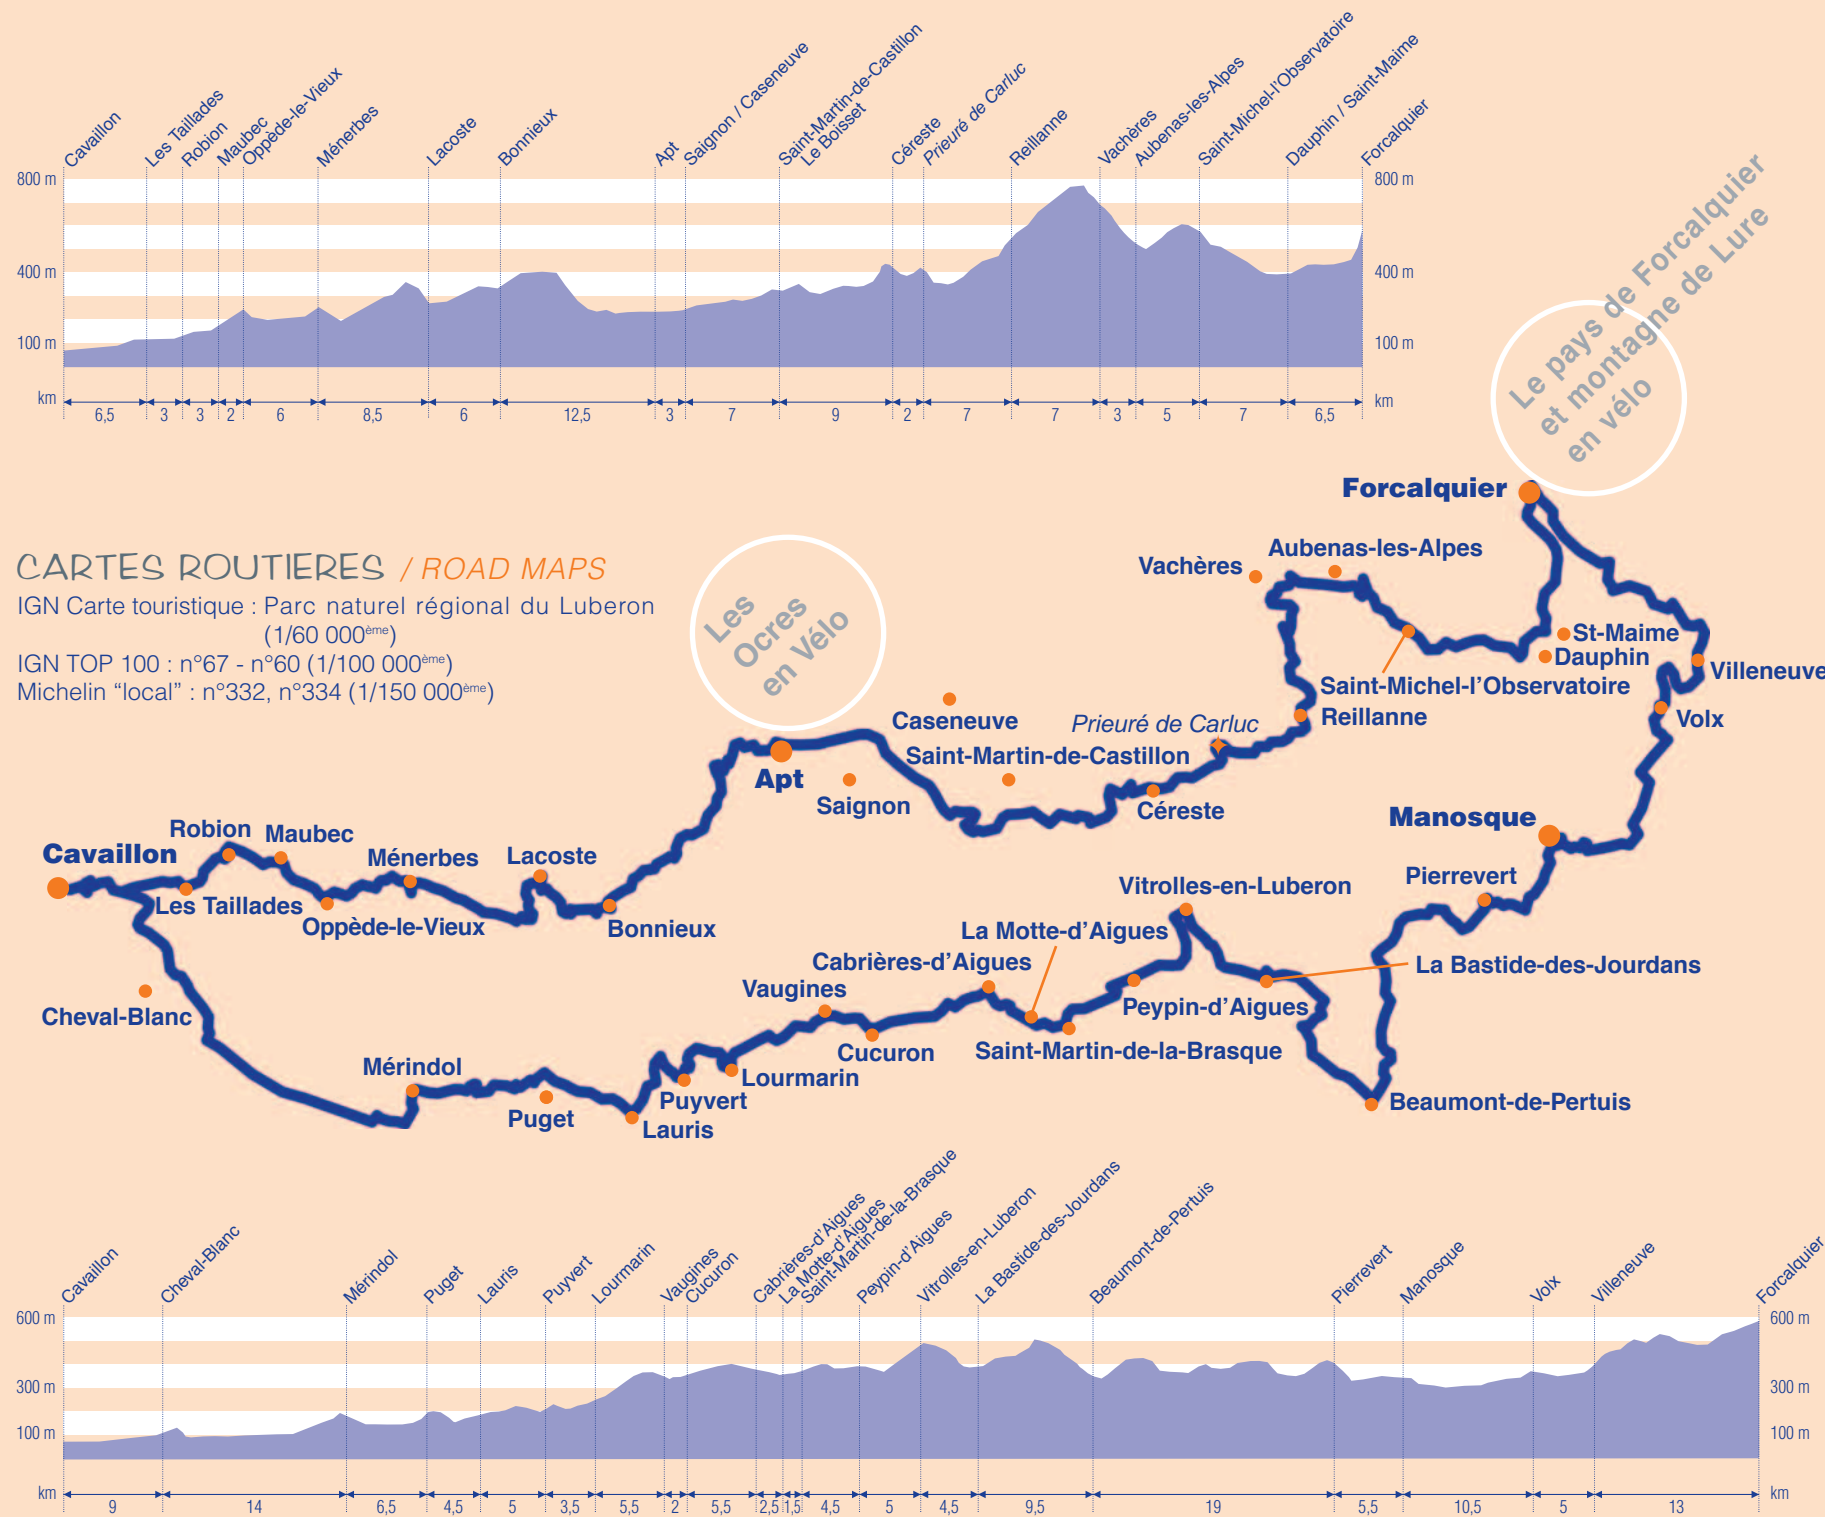 Cavaillon
Les Taillades
Robion
Maubec
Oppède-le-Vieux
Ménerbes
Lacoste
Bonnieux
Apt
Saignon / Caseneuve
Saint-Martin-de-Castillon
Le Boisset
Céreste
Prieuré de Carluc
Reillanne
Vachères
Aubenas-les-Alpes
Saint-Michel-l'Observatoire
Dauphin / Saint-Maime
Forcalquier
800 m
400 m
100 m
800 m
400 m
100 m
km
6,5
3
3
2
6
8,5
6
12,5
3
7
9
2
7
7
3
5
7
6,5
km
Le pays de Forcalquier
et montagne de Lure
en vélo
CARTES ROUTIERES / ROAD MAPS
IGN Carte touristique : Parc naturel régional du Luberon
(1/60 000ème)
IGN TOP 100 : n°67 - n°60 (1/100 000ème)
Michelin “local” : n°332, n°334 (1/150 000ème)
Les
Ocres
en Vélo
Forcalquier
Aubenas-les-Alpes
Vachères
St-Maime
Dauphin
Villeneuve
Saint-Michel-l’Observatoire
Reillanne
Volx
Caseneuve
Prieuré de Carluc
Saint-Martin-de-Castillon
Apt
Saignon
Céreste
Manosque
Robion
Maubec
Cavaillon
Ménerbes
Lacoste
Les Taillades
Oppède-le-Vieux
Bonnieux
Pierrevert
Vitrolles-en-Luberon
La Motte-d’Aigues
Cabrières-d’Aigues
La Bastide-des-Jourdans
Vaugines
Peypin-d’Aigues
Cheval-Blanc
Cucuron
Saint-Martin-de-la-Brasque
Mérindol
Lourmarin
Puyvert
Puget
Lauris
Beaumont-de-Pertuis
Cavaillon
Cheval-Blanc
Mérindol
Puget
Lauris
Puyvert
Lourmarin
Vaugines
Cucuron
Cabrières-d’Aigues
La Motte-d’Aigues
Saint-Martin-de-la-Brasque
Peypin-d’Aigues
Vitrolles-en-Luberon
La Bastide-des-Jourdans
Beaumont-de-Pertuis
Pierrevert
Manosque
Volx
Villeneuve
Forcalquier
600 m
300 m
100 m
600 m
300 m
100 m
km
9
14
6,5
4,5
5
3,5
5,5
2
5,5
2,5
1,5
4,5
5
4,5
9,5
19
5,5
10,5
5
13
km